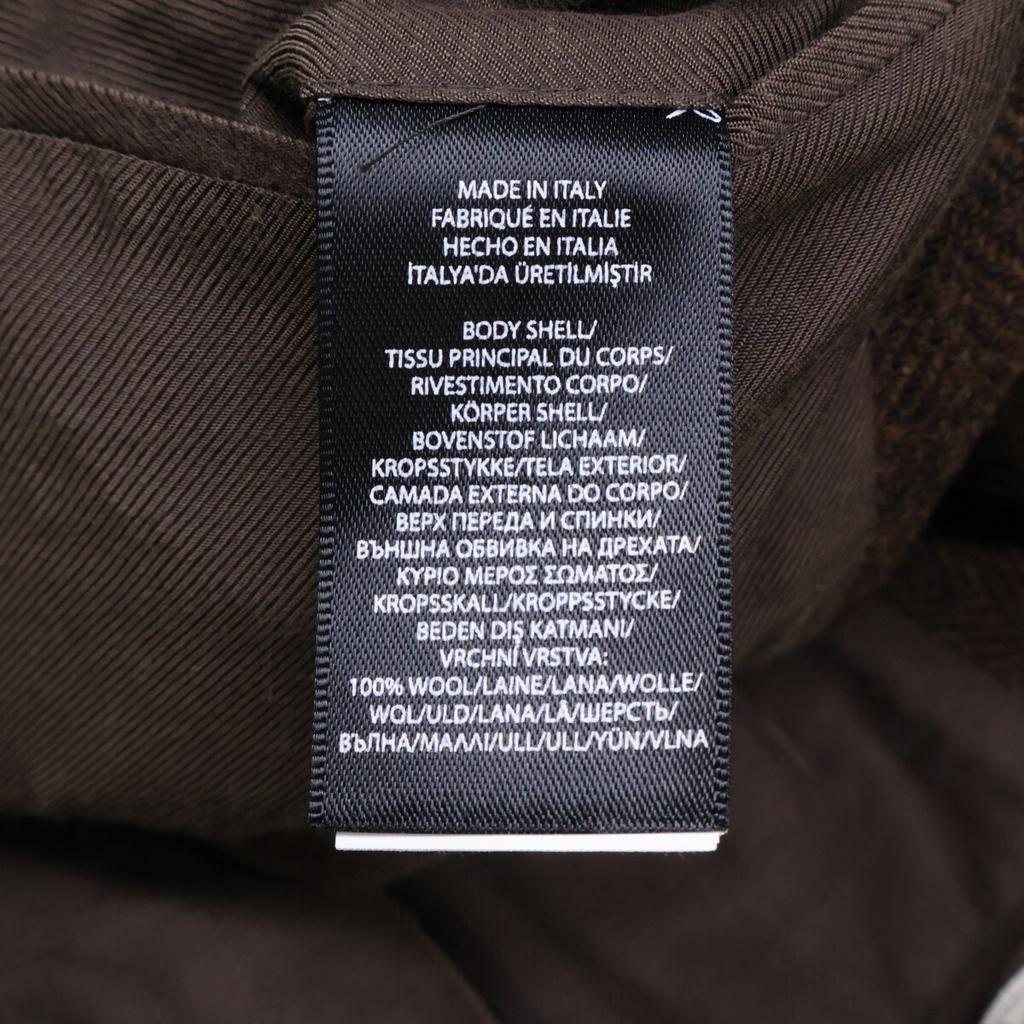 MADE IN ITALY
FABRIQUÉ EN ITALIE
HECHO EN ITALIA
İTALYA'DA ÜRETİLMİŞTİR
BODY SHELL/
TISSU PRINCIPAL DU CORPS/
RIVESTIMENTO CORPO/
KÖRPER SHELL/
BOVENSTOF LICHAAM/
KROPSSTYKKE/TELA EXTERIOR/
CAMADA EXTERNA DO CORPO/
ВЕРХ ПЕРЕДА И СПИНКИ/
ВЪНШНА ОБВИВКА НА ДРЕХАТА/
ΚΥΡΙΟ ΜΕΡΟΣ ΣΩΜΑΤΟΣ/
KROPSSKALL/KROPPSSTYCKE/
BEDEN DIŞ KATMANI/
VRCHNÍ VRSTVA:
100% WOOL/LAINE/LANA/WOLLE/
WOL/ULD/LANA/LÃ/ШЕРСТЬ/
ВЪЛНА/ΜΑΛΛΙ/ULL/ULL/YÜN/VLNA